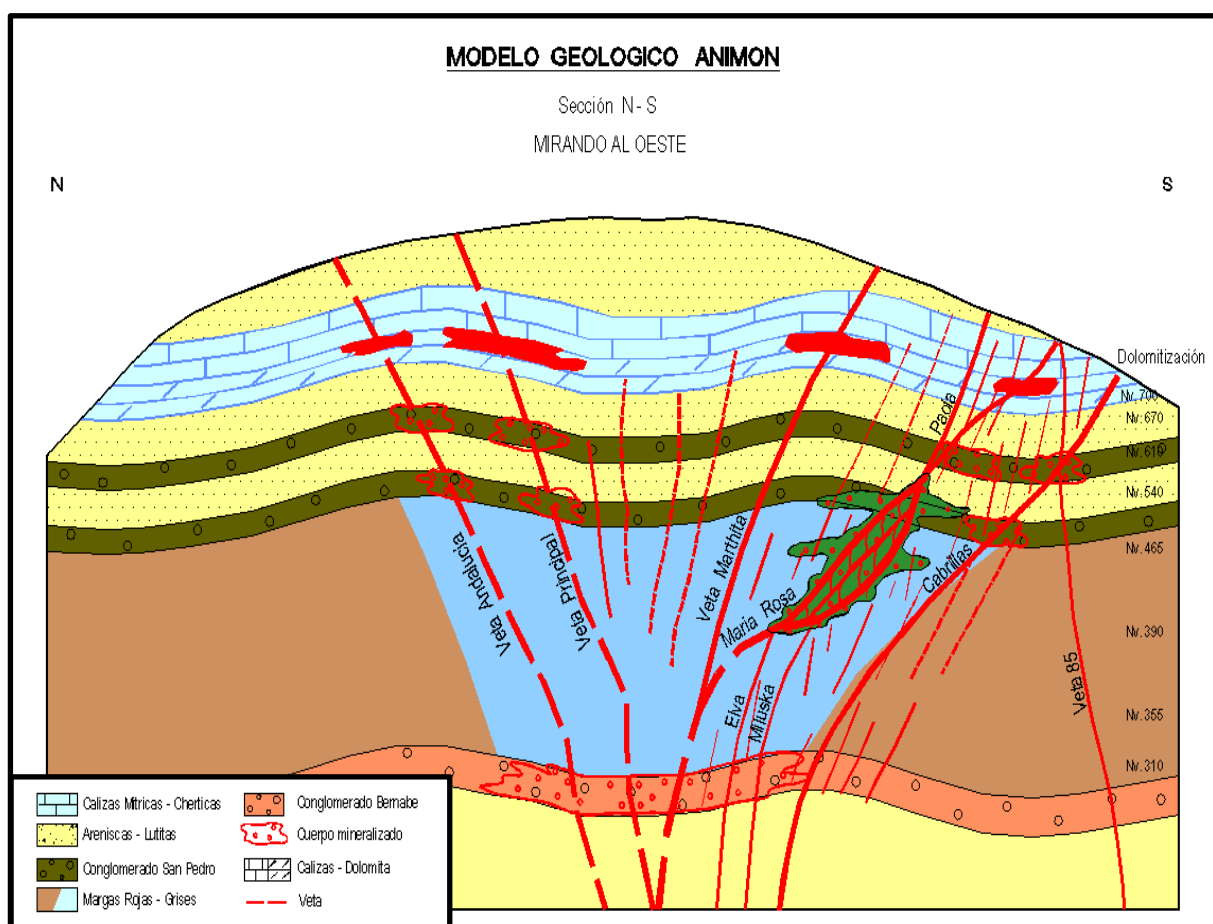 MODELO GEOLOGICO ANIMON
Sección N - S
MIRANDO AL OESTE
N
S
Dolomitización
Nv. 700
Nv. 670
Nv. 610
Nv. 540
Nv. 465
Nv. 390
Nv. 355
Nv. 310
Paola
Veta Andalucia
Veta Principal
Veta Marthita
Maria Rosa
Cabrillas
Elva
Miluska
Veta 85
Calizas Mitricas - Cherticas
Areniscas - Lutitas
Conglomerado San Pedro
Margas Rojas - Grises
Conglomerado Bernabe
Cuerpo mineralizado
Calizas - Dolomita
Veta